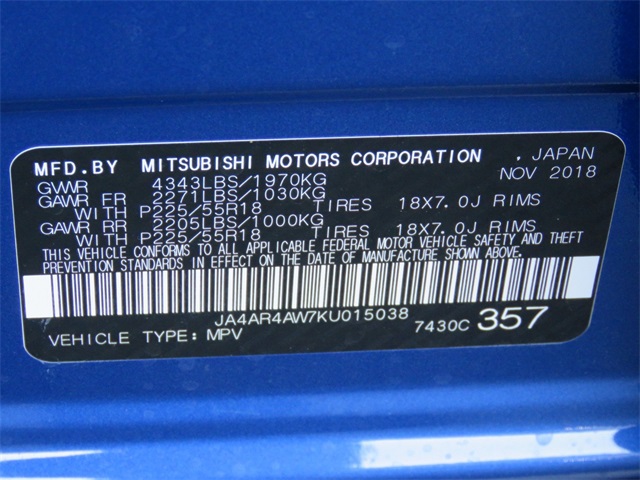 MFD.BY MITSUBISHI MOTORS CORPORATION , JAPAN
GVWR 4343LBS/1970KG NOV 2018
GAWR FR 2271LBS/1030KG
WITH P225/55R18 TIRES 18X7.0J RIMS
GAWR RR 2205LBS/1000KG
WITH P225/55R18 TIRES 18X7.0J RIMS
THIS VEHICLE CONFORMS TO ALL APPLICABLE FEDERAL MOTOR VEHICLE SAFETY AND THEFT
PREVENTION STANDARDS IN EFFECT ON THE DATE OF MANUFACTURE SHOWN ABOVE.
JA4AR4AW7KU015038
VEHICLE TYPE: MPV 7430C 357